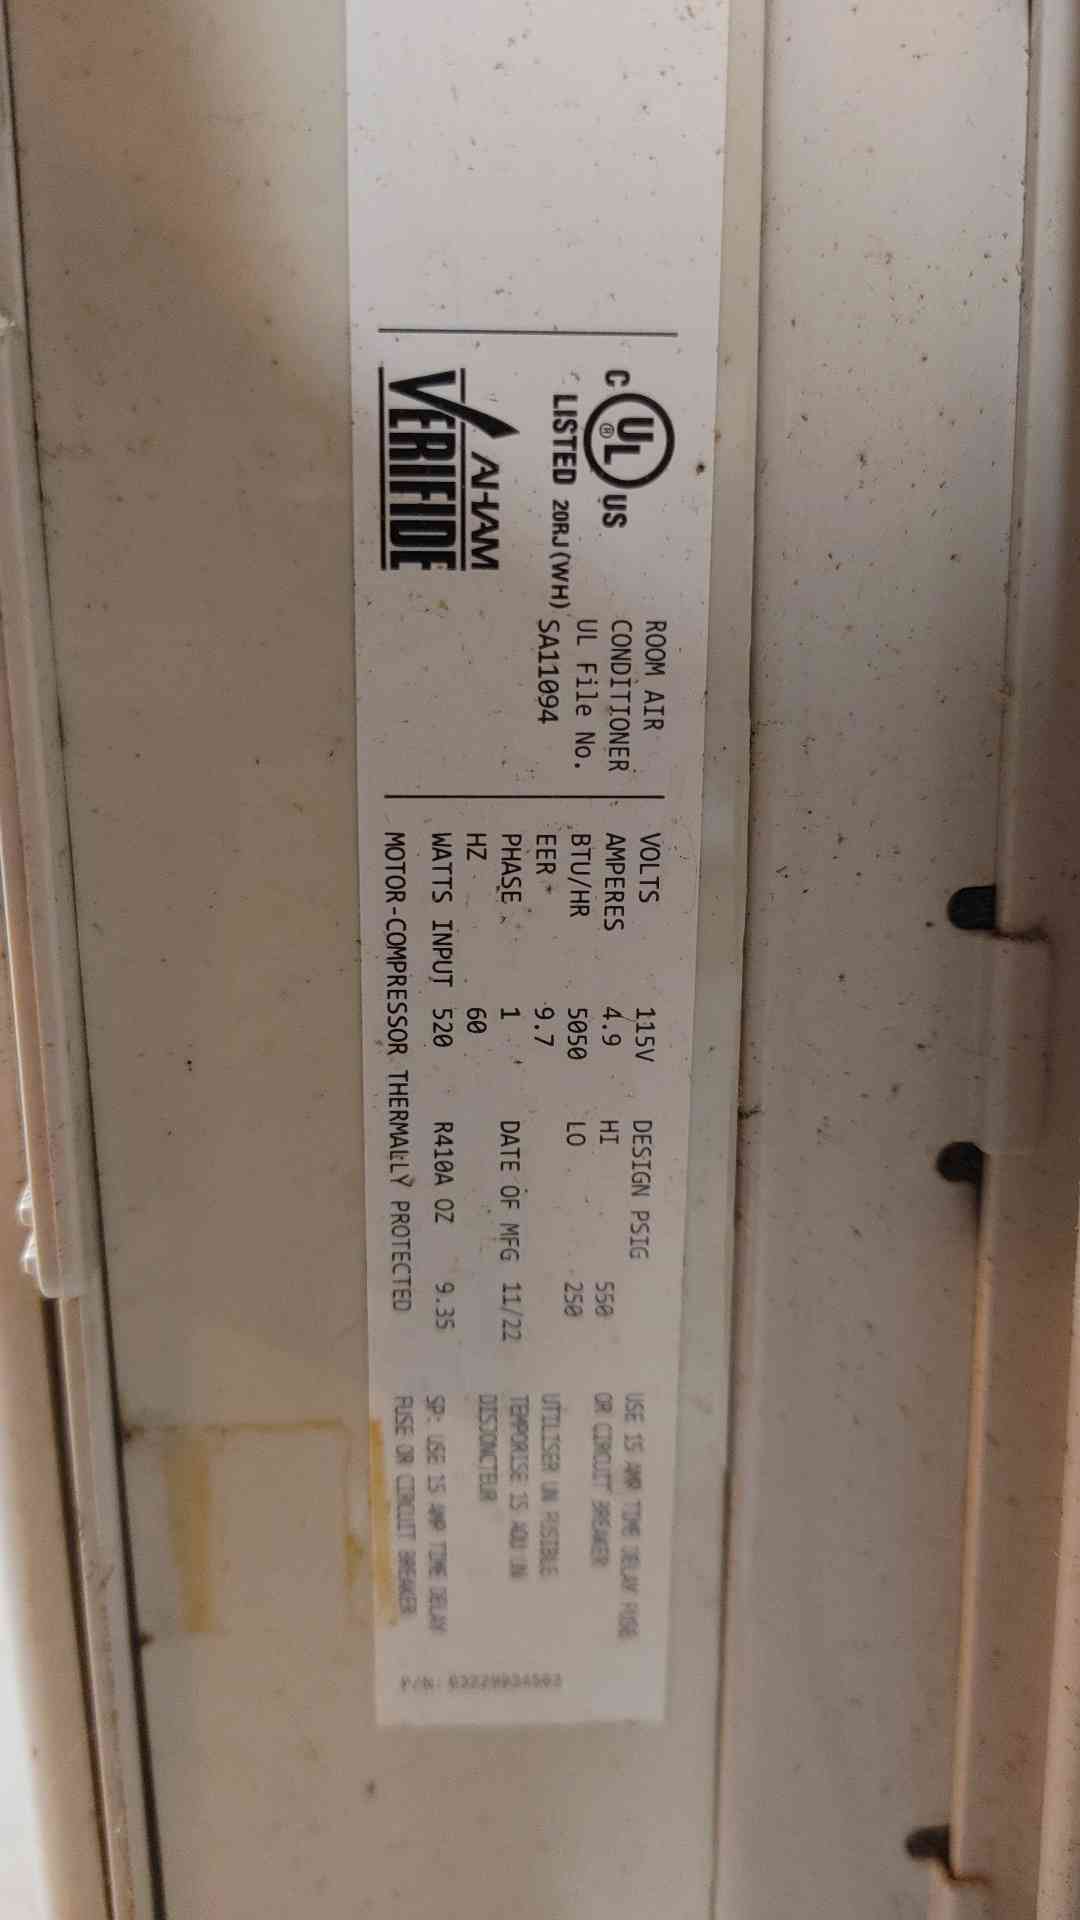 C UL ® US
LISTED 20RJ(WH)
AHAM
VERIFIDE
ROOM AIR
CONDITIONER
UL File No.
SA11094
VOLTS 115V DESIGN PSIG
AMPERES 4.9 HI 550
BTU/HR 5050 LO 250
EER 9.7
PHASE 1 DATE OF MFG 11/22
HZ 60
WATTS INPUT 520 R410A OZ 9.35
MOTOR-COMPRESSOR THERMALLY PROTECTED
USE 15 AMP TIME DELAY FUSE
OR CIRCUIT BREAKER
UTILISER UN FUSIBLE
TEMPORISE 15 AOU UN
DISJONCTEUR
SP: USE 15 AMP TIME DELAY
FUSE OR CIRCUIT BREAKER
P/N: